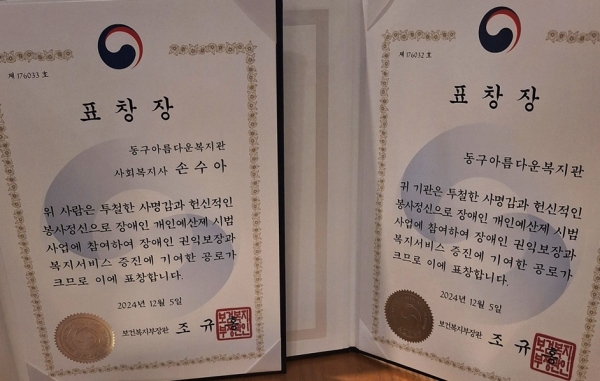 제 176033 호
표 창 장
동구아름다운복지관
사회복지사 손수아
위 사람은 투철한 사명감과 헌신적인
봉사정신으로 장애인 개인예산제 시범
사업에 참여하여 장애인 권익보장과
복지서비스 증진에 기여한 공로가
크므로 이에 표창합니다.
2024년 12월 5일
보건복지부장관 조 규
제 176032 호
표 창 장
동구아름다운복지관
귀 기관은 투철한 사명감과 헌신적인
봉사정신으로 장애인 개인예산제 시범
사업에 참여하여 장애인 권익보장과
복지서비스 증진에 기여한 공로가
크므로 이에 표창합니다.
2024년 12월 5일
보건복지부장관 조 규